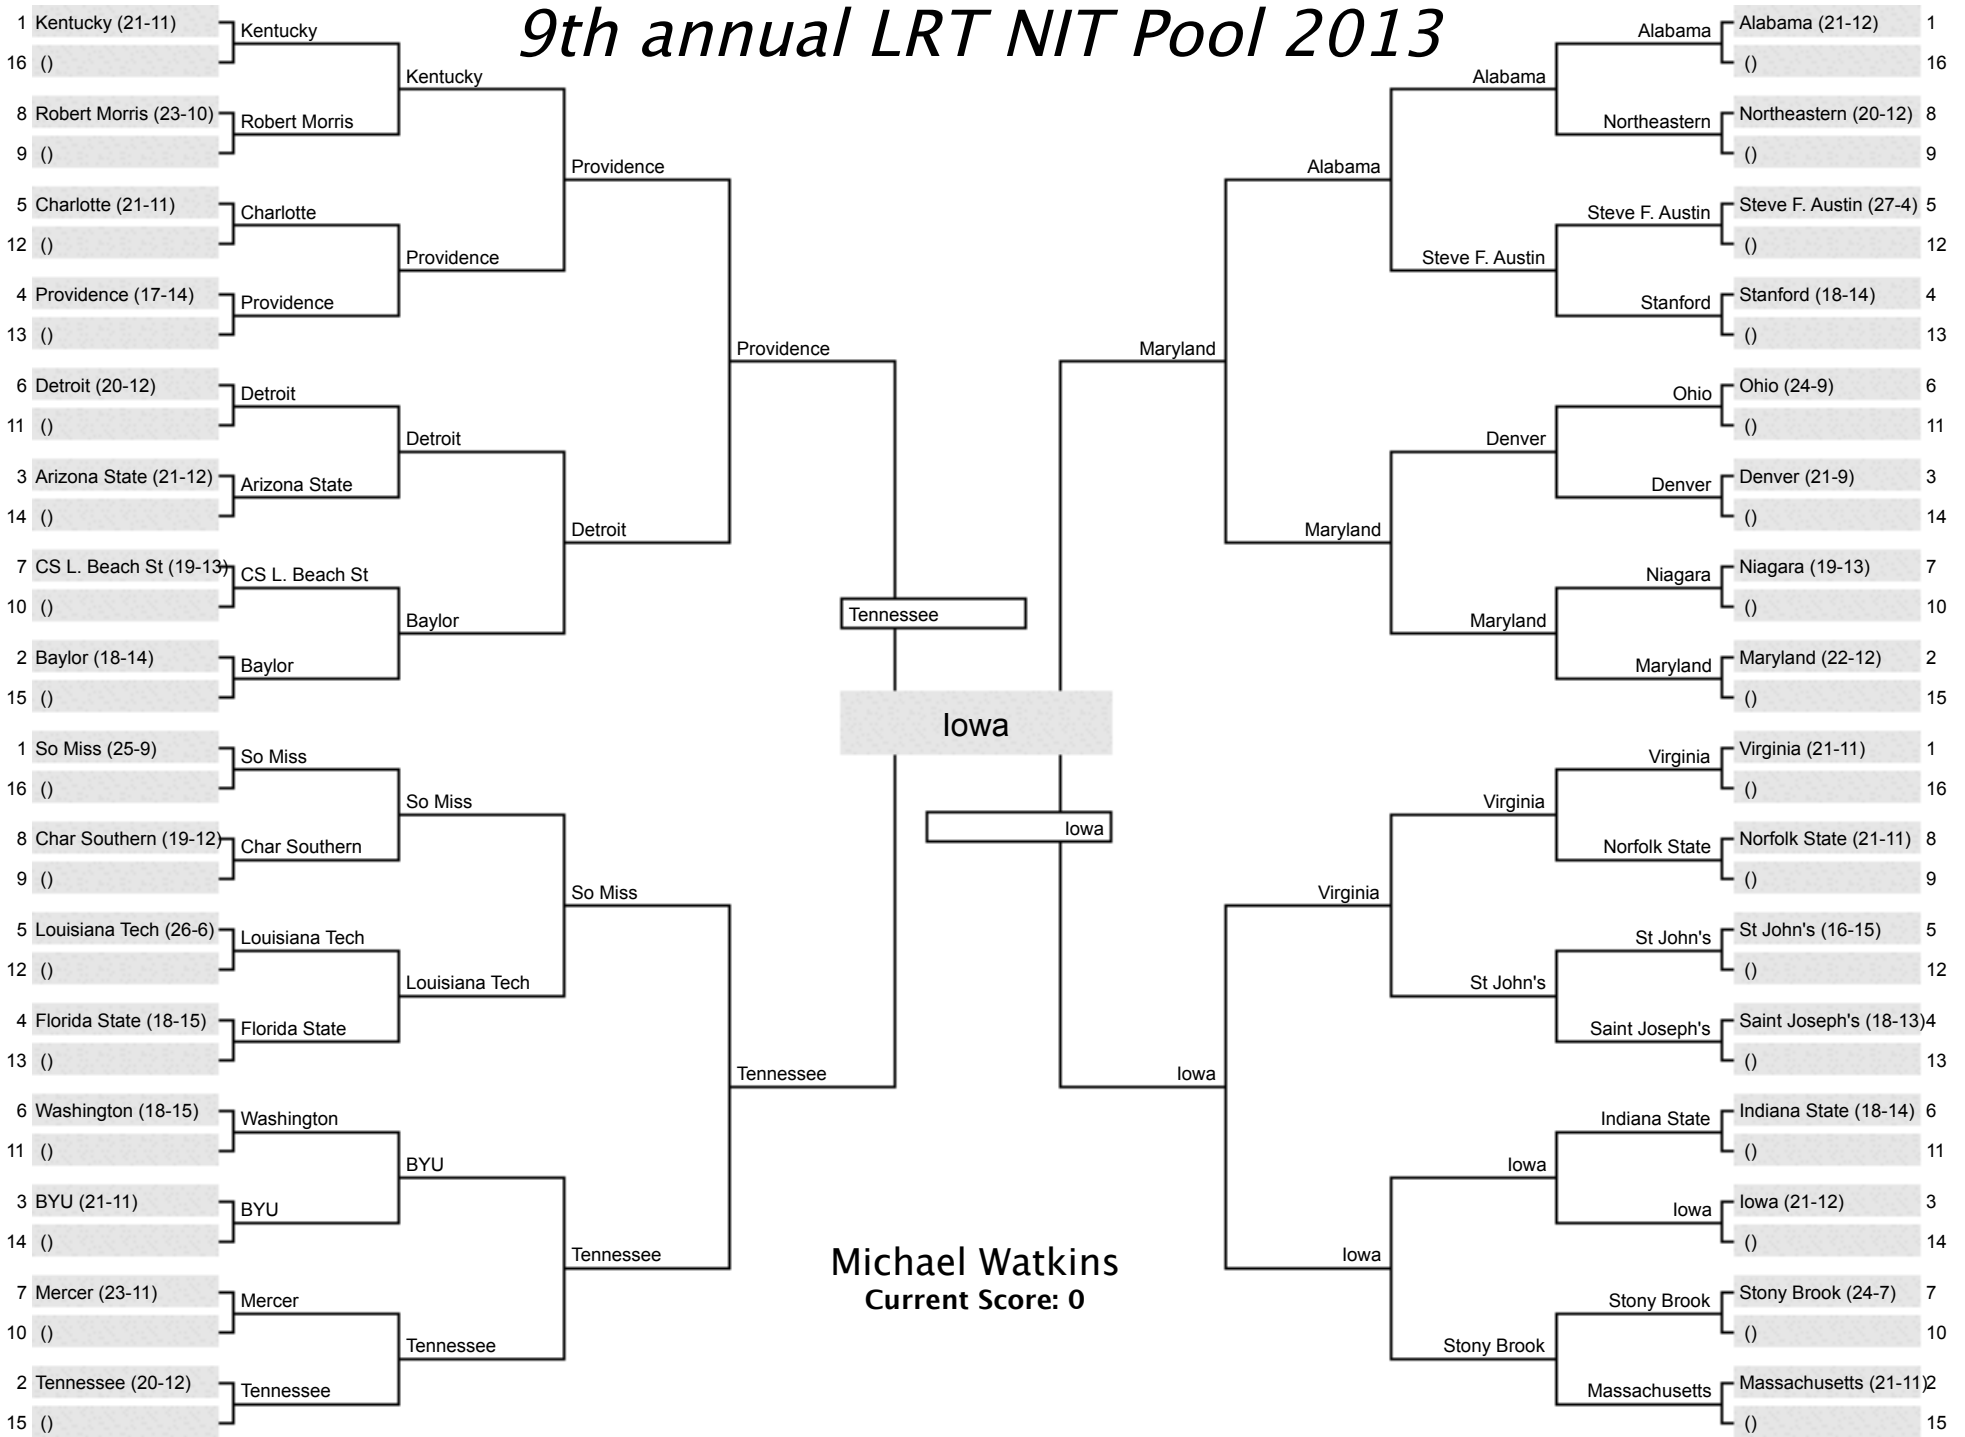 9th annual LRT NIT Pool 2013
1 Kentucky (21-11)
16 ()
8 Robert Morris (23-10)
9 ()
5 Charlotte (21-11)
12 ()
4 Providence (17-14)
13 ()
6 Detroit (20-12)
11 ()
3 Arizona State (21-12)
14 ()
7 CS L. Beach St (19-13)
10 ()
2 Baylor (18-14)
15 ()
1 So Miss (25-9)
16 ()
8 Char Southern (19-12)
9 ()
5 Louisiana Tech (26-6)
12 ()
4 Florida State (18-15)
13 ()
6 Washington (18-15)
11 ()
3 BYU (21-11)
14 ()
7 Mercer (23-11)
10 ()
2 Tennessee (20-12)
15 ()
Kentucky
Robert Morris
Charlotte
Providence
Detroit
Arizona State
CS L. Beach St
Baylor
So Miss
Char Southern
Louisiana Tech
Florida State
Washington
BYU
Mercer
Tennessee
Kentucky
Providence
Detroit
Baylor
So Miss
Louisiana Tech
BYU
Tennessee
Providence
Detroit
So Miss
Tennessee
Providence
Tennessee
Tennessee
Iowa
Iowa
Michael Watkins
Current Score: 0
Maryland
Iowa
Alabama
Maryland
Virginia
Iowa
Alabama
Steve F. Austin
Denver
Maryland
Virginia
St John's
Iowa
Stony Brook
Alabama
Northeastern
Steve F. Austin
Stanford
Ohio
Denver
Niagara
Maryland
Virginia
Norfolk State
St John's
Saint Joseph's
Indiana State
Iowa
Stony Brook
Massachusetts
Alabama (21-12) 1
() 16
Northeastern (20-12) 8
() 9
Steve F. Austin (27-4) 5
() 12
Stanford (18-14) 4
() 13
Ohio (24-9) 6
() 11
Denver (21-9) 3
() 14
Niagara (19-13) 7
() 10
Maryland (22-12) 2
() 15
Virginia (21-11) 1
() 16
Norfolk State (21-11) 8
() 9
St John's (16-15) 5
() 12
Saint Joseph's (18-13) 4
() 13
Indiana State (18-14) 6
() 11
Iowa (21-12) 3
() 14
Stony Brook (24-7) 7
() 10
Massachusetts (21-11) 2
() 15